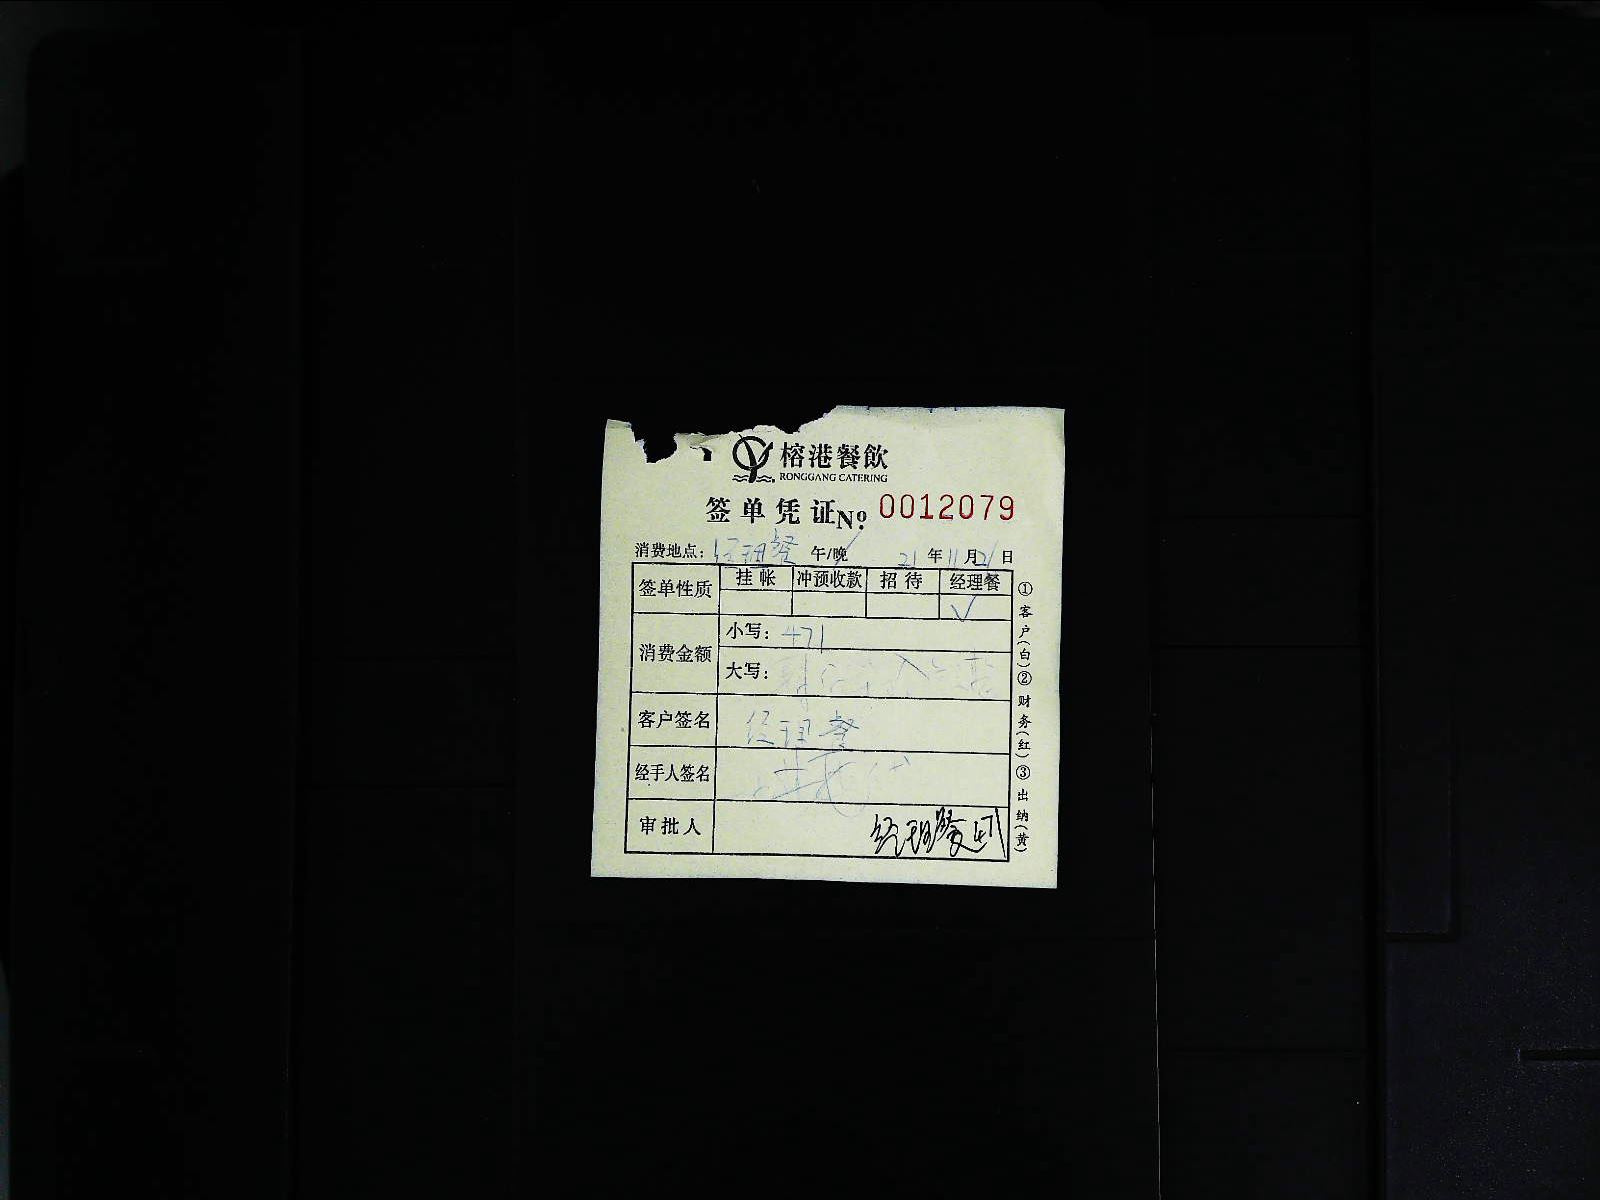 榕港餐飲
RONGGANG CATERING
签单凭证 No. 0012079
消费地点: 经理餐 午/晚 21 年 11 月 21 日
签单性质 挂帐 冲预收款 招待 经理餐
√
消费金额 小写: 471
大写:
客户签名 经理餐
经手人签名
审批人 经理餐 471
①客户(白)②财务(红)③出纳(黄)